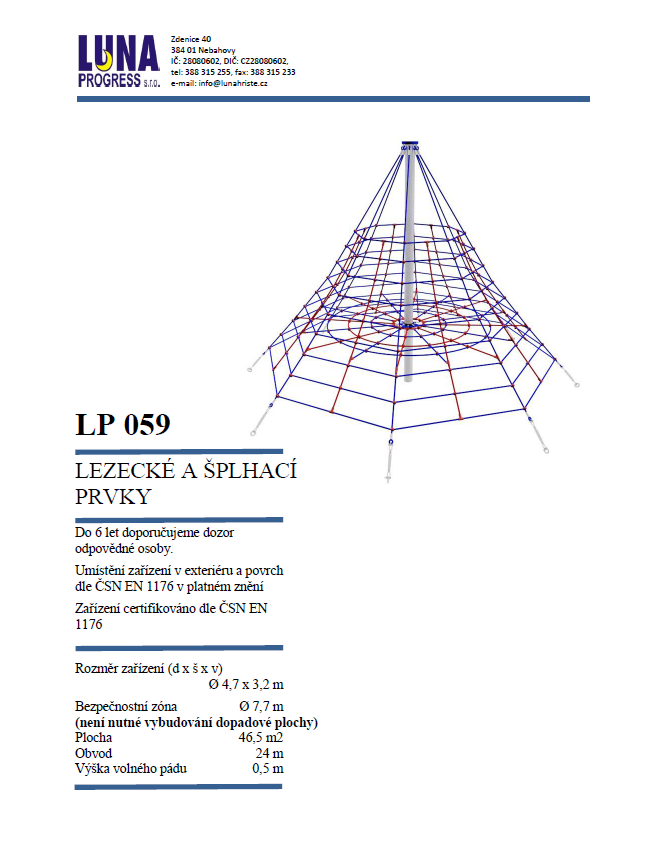 LUNA
PROGRESS s.r.o.
Zdenice 40
384 01 Nebahovy
IČ: 28080602, DIČ: CZ28080602,
tel: 388 315 255, fax: 388 315 233
e-mail: info@lunahriste.cz
LP 059
LEZECKÉ A ŠPLHACÍ
PRVKY
Do 6 let doporučujeme dozor
odpovědné osoby.
Umístění zařízení v exteriéru a povrch
dle ČSN EN 1176 v platném znění
Zařízení certifikováno dle ČSN EN
1176
Rozměr zařízení (d x š x v)
Ø 4,7 x 3,2 m
Bezpečnostní zóna Ø 7,7 m
(není nutné vybudování dopadové plochy)
Plocha 46,5 m2
Obvod 24 m
Výška volného pádu 0,5 m